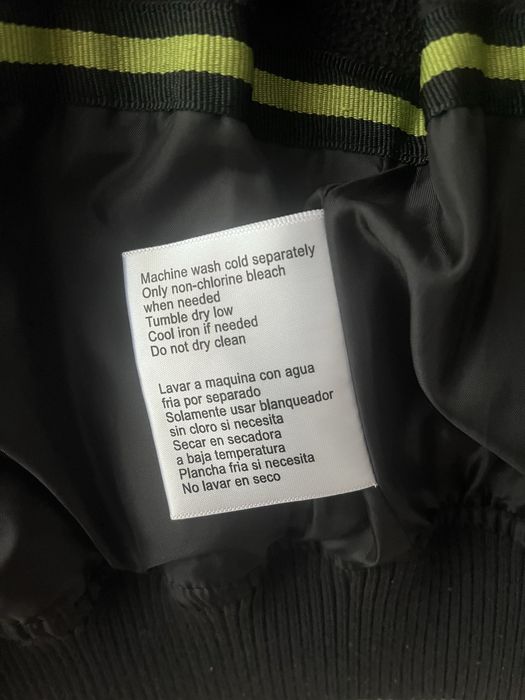 Machine wash cold separately
Only non-chlorine bleach
when needed
Tumble dry low
Cool iron if needed
Do not dry clean
Lavar a maquina con agua
fria por separado
Solamente usar blanqueador
sin cloro si necesita
Secar en secadora
a baja temperatura
Plancha fria si necesita
No lavar en seco